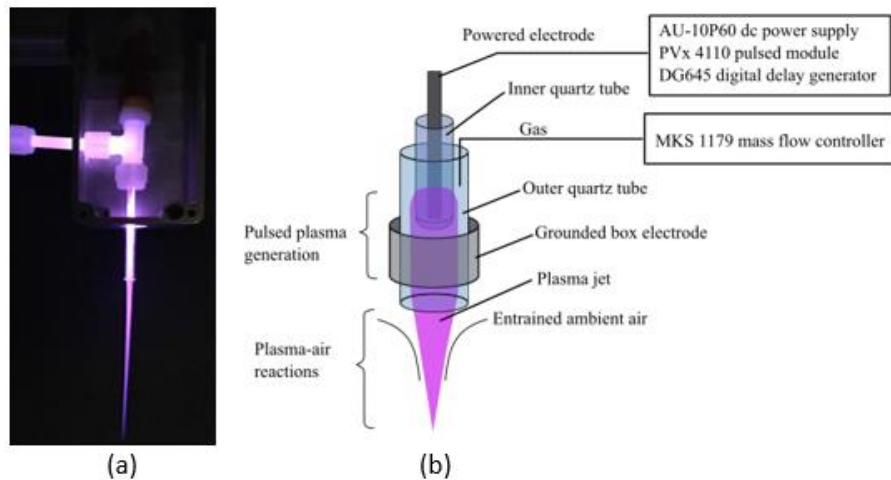 Powered electrode
AU-10P60 dc power supply
PVx 4110 pulsed module
DG645 digital delay generator
Inner quartz tube
Gas
MKS 1179 mass flow controller
Outer quartz tube
Pulsed plasma
generation
Grounded box electrode
Plasma jet
Entrained ambient air
Plasma-air
reactions
(a)
(b)